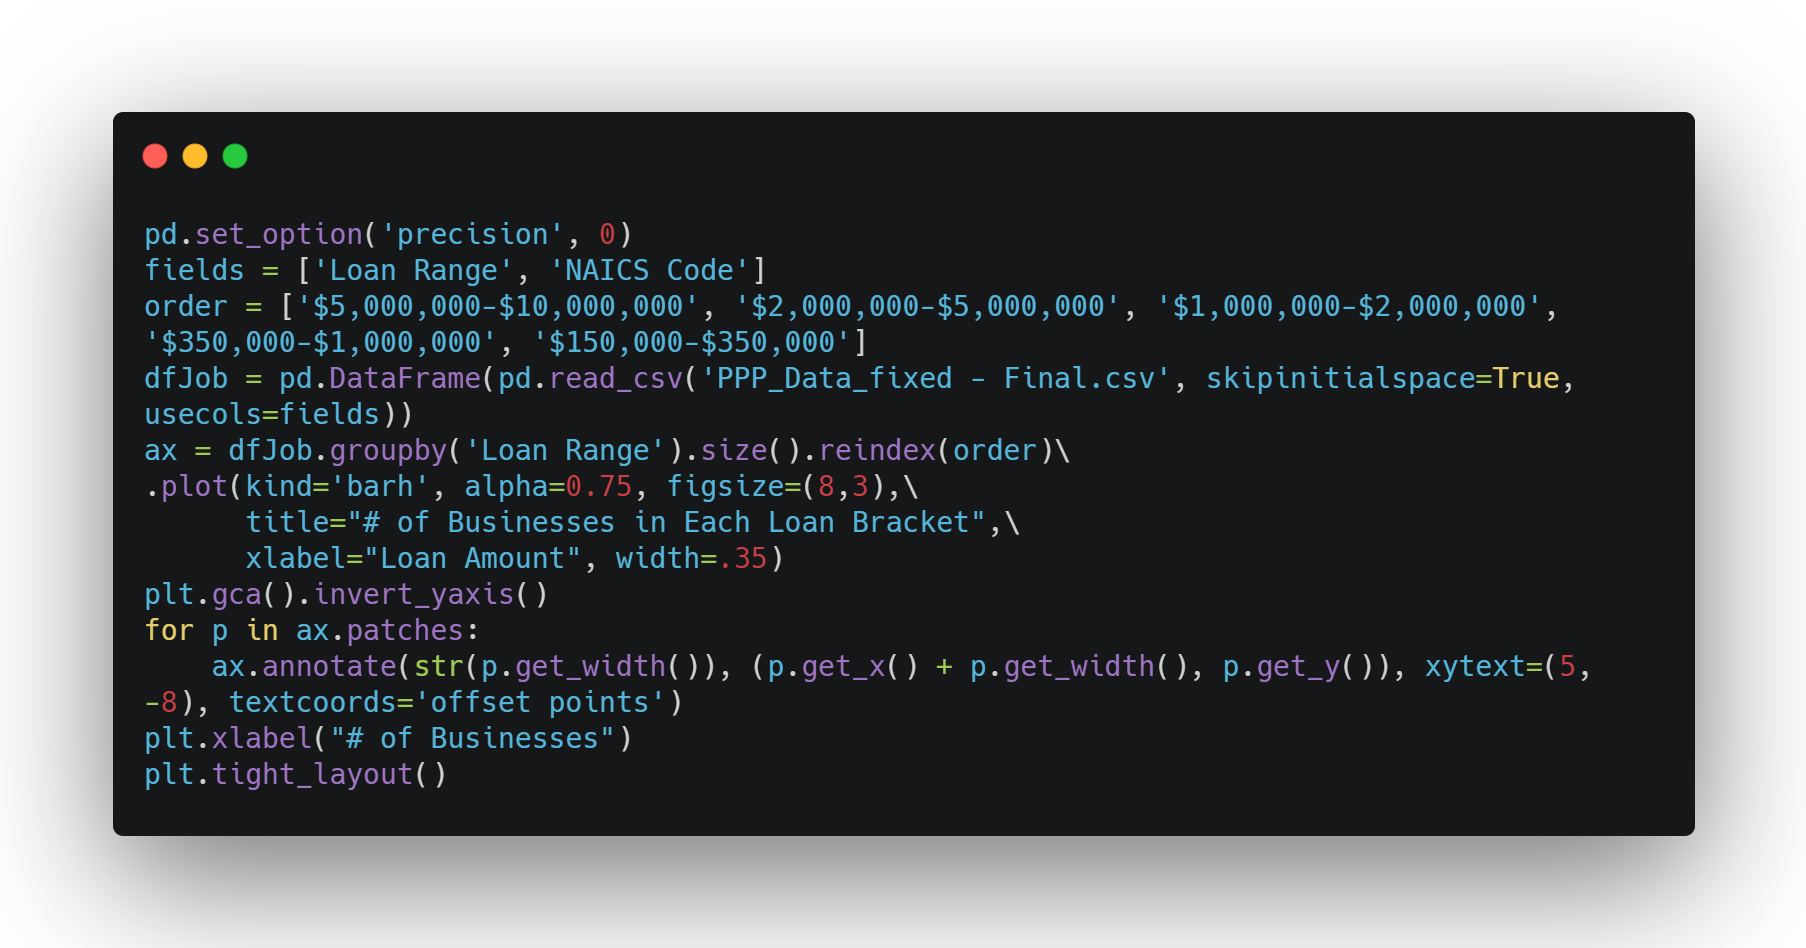 pd.set_option('precision', 0)
fields = ['Loan Range', 'NAICS Code']
order = ['$5,000,000-$10,000,000', '$2,000,000-$5,000,000', '$1,000,000-$2,000,000',
'$350,000-$1,000,000', '$150,000-$350,000']
dfJob = pd.DataFrame(pd.read_csv('PPP_Data_fixed - Final.csv', skipinitialspace=True,
usecols=fields))
ax = dfJob.groupby('Loan Range').size().reindex(order)\
.plot(kind='barh', alpha=0.75, figsize=(8,3),\
      title="# of Businesses in Each Loan Bracket",\
      xlabel="Loan Amount", width=.35)
plt.gca().invert_yaxis()
for p in ax.patches:
    ax.annotate(str(p.get_width()), (p.get_x() + p.get_width(), p.get_y()), xytext=(5,
-8), textcoords='offset points')
plt.xlabel("# of Businesses")
plt.tight_layout()